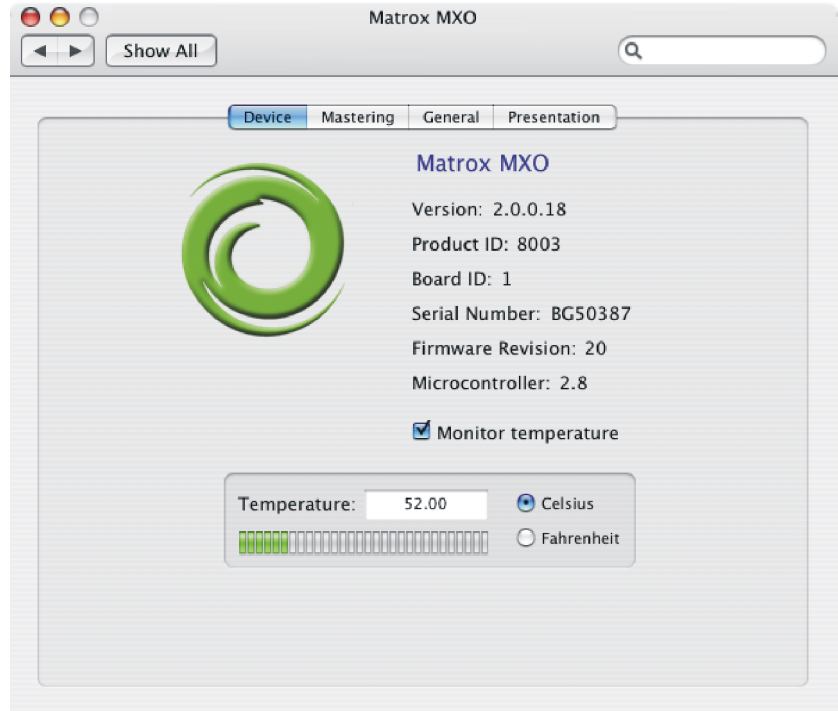 Matrox MXO
Show All
Device Mastering General Presentation
Matrox MXO
Version: 2.0.0.18
Product ID: 8003
Board ID: 1
Serial Number: BG50387
Firmware Revision: 20
Microcontroller: 2.8
Monitor temperature
Temperature: 52.00 Celsius
Fahrenheit